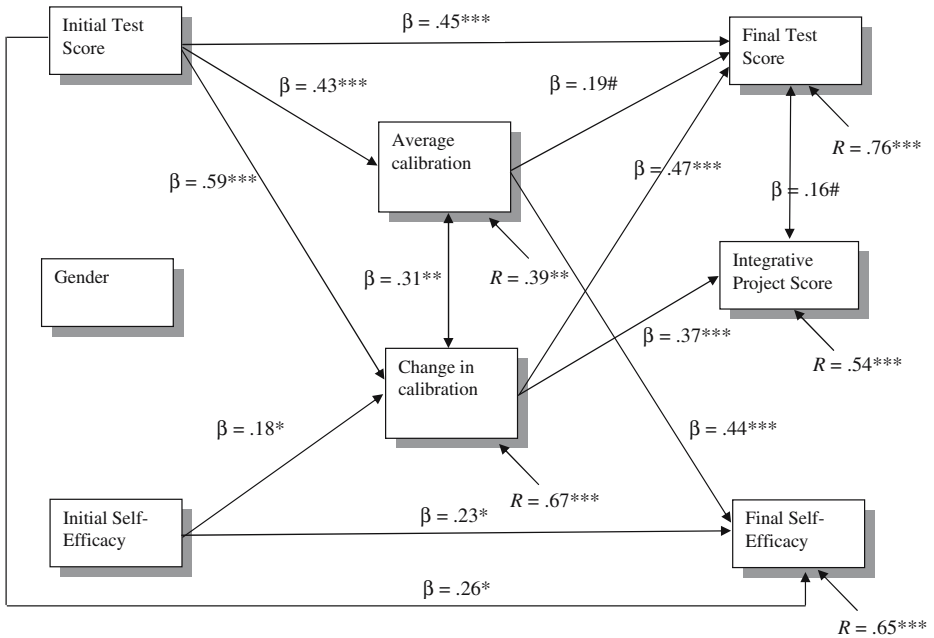 Initial Test
Score
β = .45***
Final Test
Score
β = .43***
β = .19#
Average
calibration
R = .76***
β = .59***
β = .47***
β = .16#
Gender
β = .31**
R = .39**
Integrative
Project Score
β = .37***
Change in
calibration
R = .54***
β = .18*
β = .44***
R = .67***
Initial Self-
Efficacy
β = .23*
Final Self-
Efficacy
β = .26*
R = .65***